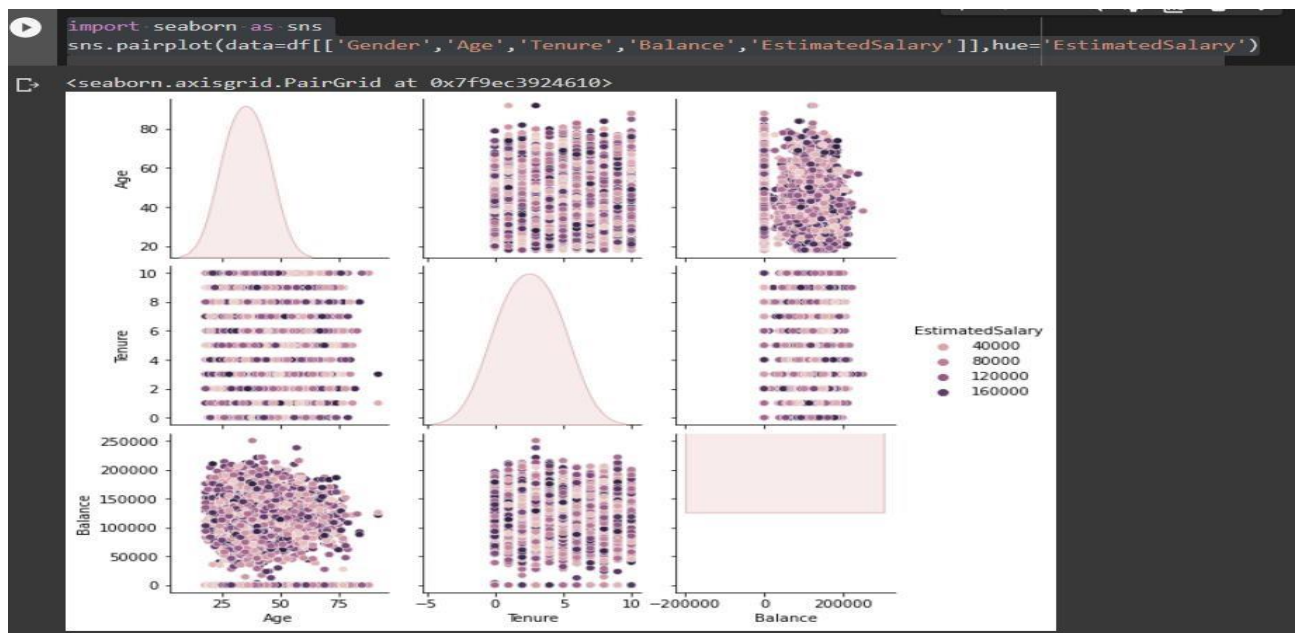 import seaborn as sns
sns.pairplot(data=df[['Gender','Age','Tenure','Balance','EstimatedSalary']],hue='EstimatedSalary')
<seaborn.axisgrid.PairGrid at 0x7f9ec3924610>
80
60
40
20
Age
10
8
6
4
2
0
Tenure
EstimatedSalary
40000
80000
120000
160000
250000
200000
150000
100000
50000
0
Balance
25 50 75 -5 0 5 10 -200000 0 200000
Age Tenure Balance